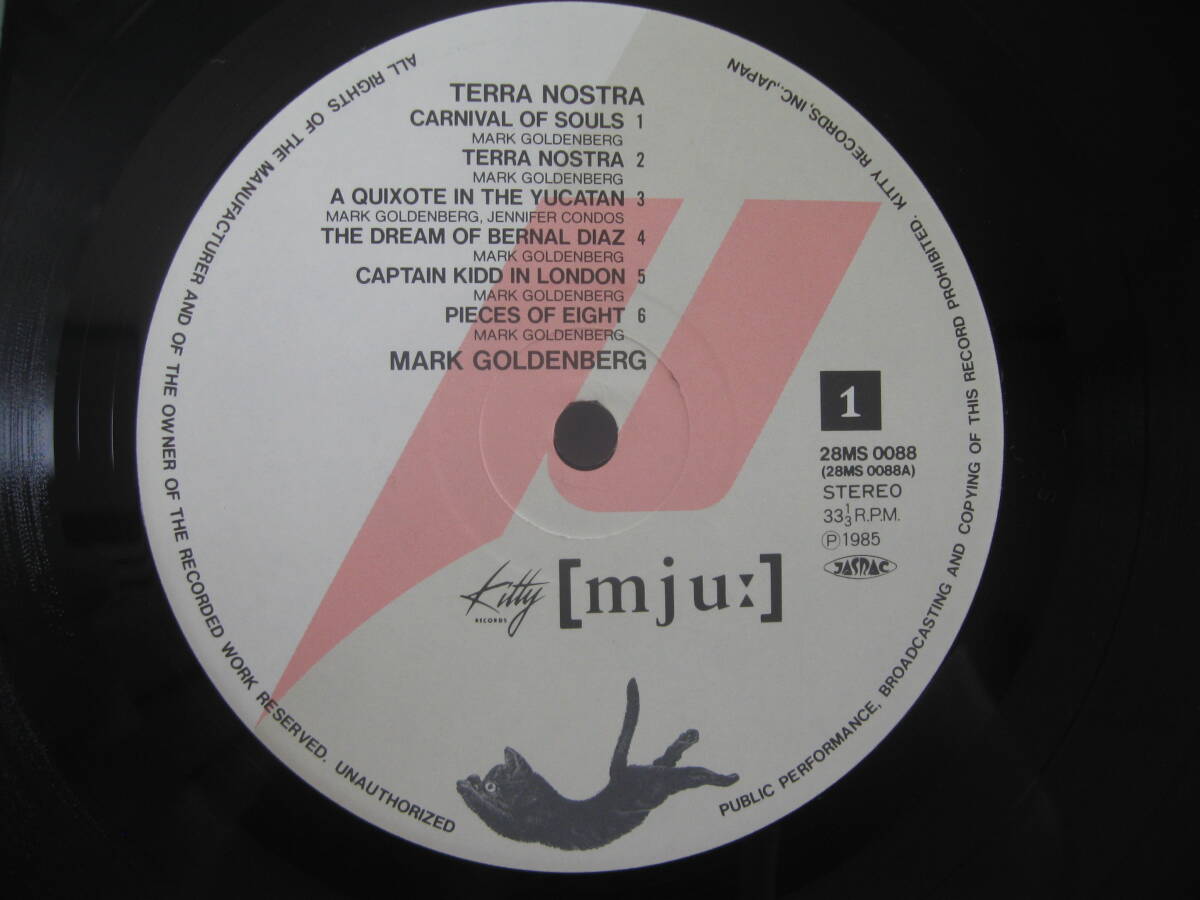 TERRA NOSTRA
CARNIVAL OF SOULS 1
MARK GOLDENBERG
TERRA NOSTRA 2
MARK GOLDENBERG
A QUIXOTE IN THE YUCATAN 3
MARK GOLDENBERG, JENNIFER CONDOS
THE DREAM OF BERNAL DIAZ 4
MARK GOLDENBERG
CAPTAIN KIDD IN LONDON 5
MARK GOLDENBERG
PIECES OF EIGHT 6
MARK GOLDENBERG
MARK GOLDENBERG
1
28MS 0088
(28MS 0088A)
STEREO
33⅓ R.P.M.
Ⓟ1985
JASRAC
Kitty
RECORDS
[mju:]
ALL RIGHTS OF THE MANUFACTURER AND OF THE OWNER OF THE RECORDED WORK RESERVED. UNAUTHORIZED PUBLIC PERFORMANCE, BROADCASTING AND COPYING OF THIS RECORD PROHIBITED. KITTY RECORDS, INC., JAPAN